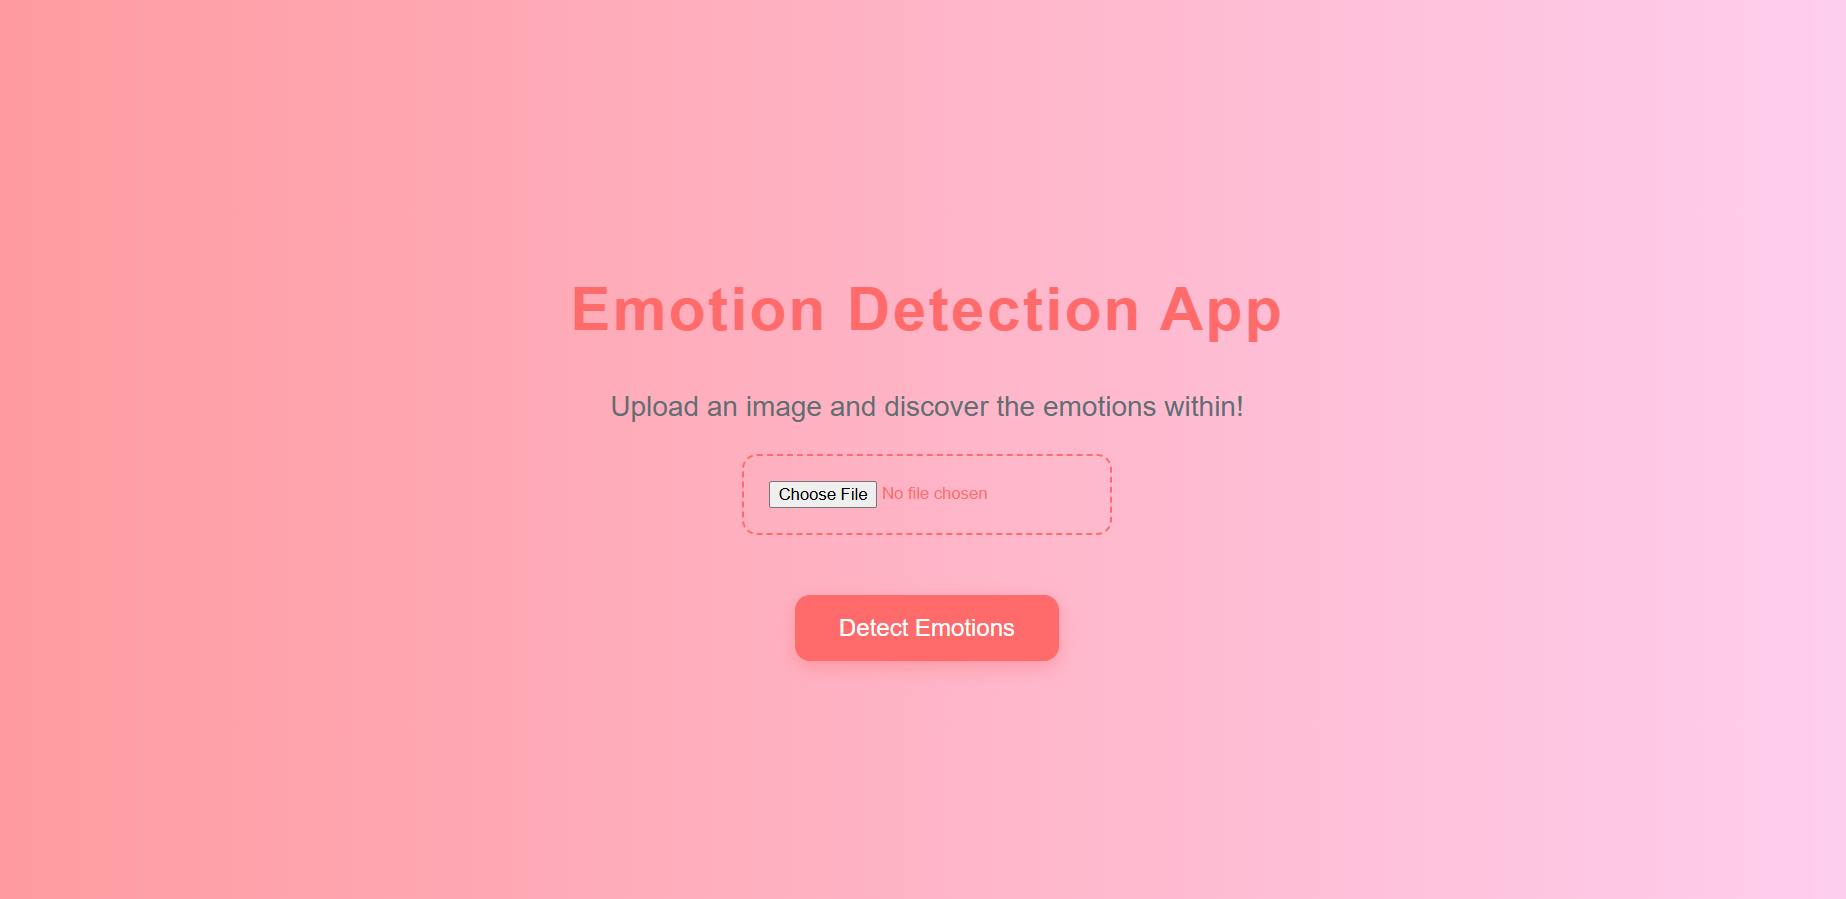 Emotion Detection App
Upload an image and discover the emotions within!
Choose File No file chosen
Detect Emotions